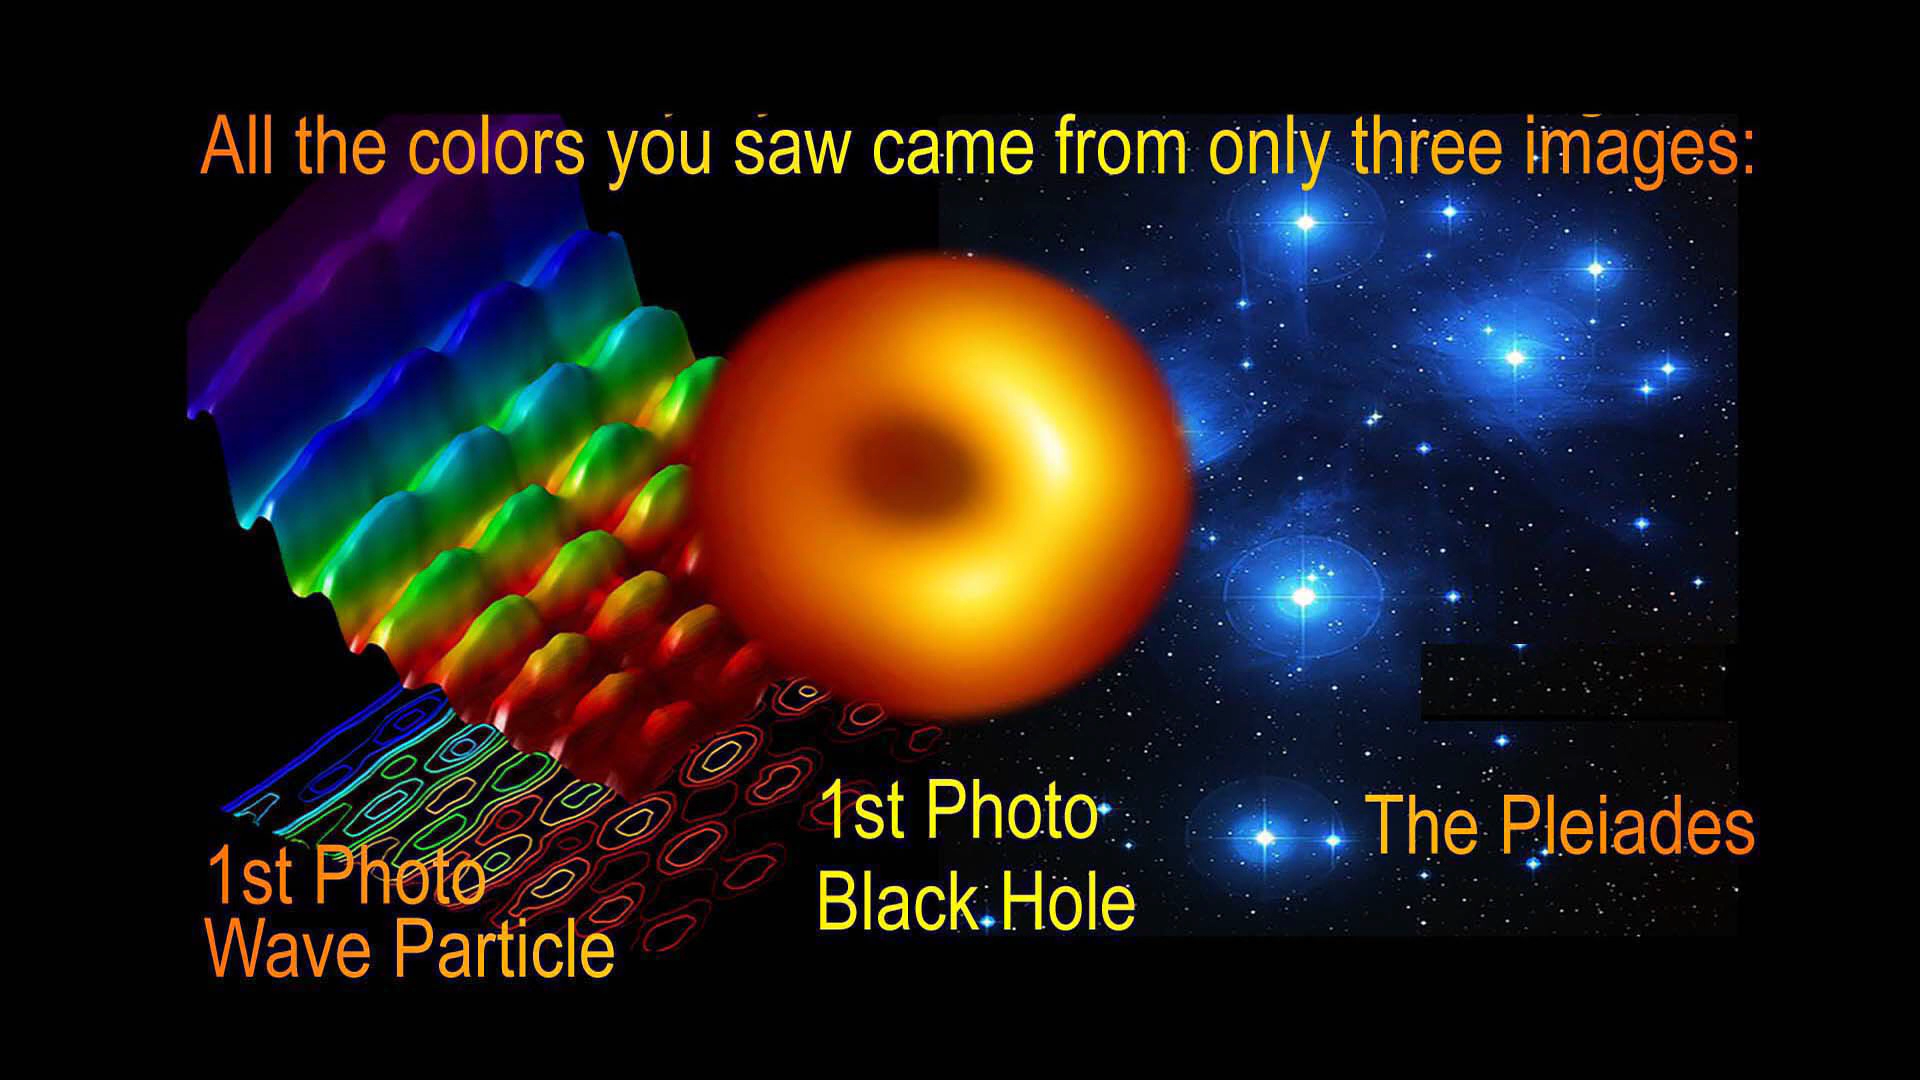 All the colors you saw came from only three images:
1st Photo
Wave Particle
1st Photo
Black Hole
The Pleiades